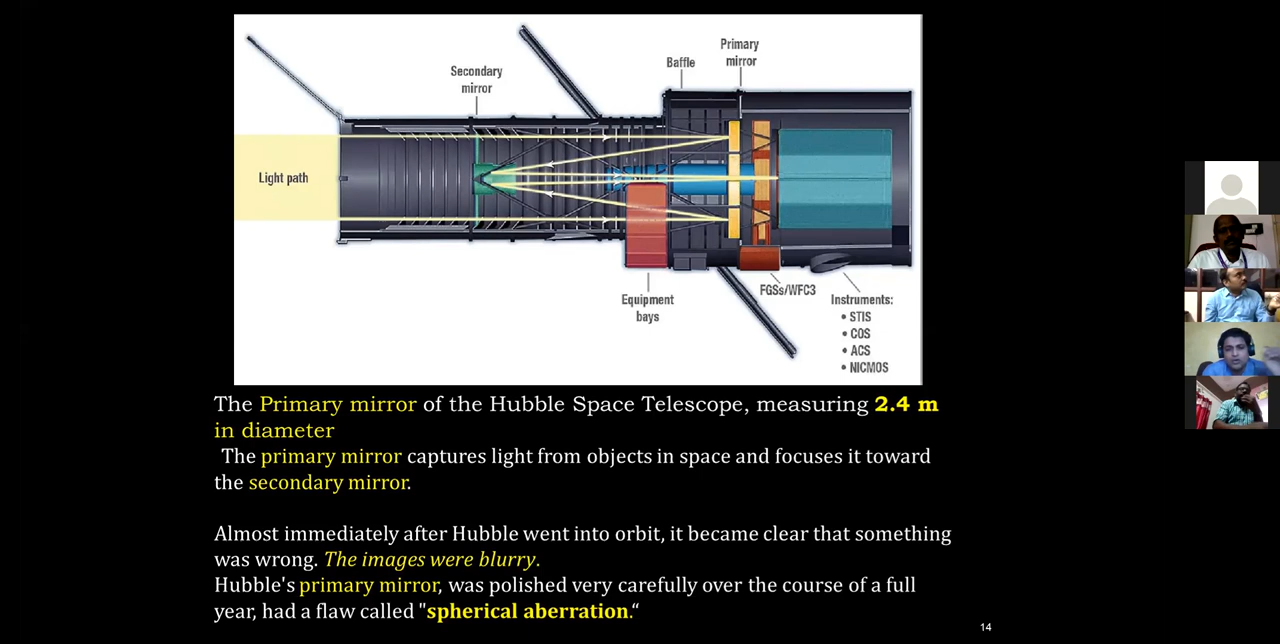 Primary
mirror
Baffle
Secondary
mirror
Light path
Equipment
bays
FGSs/WFC3
Instruments:
• STIS
• COS
• ACS
• NICMOS
The Primary mirror of the Hubble Space Telescope, measuring 2.4 m
in diameter
The primary mirror captures light from objects in space and focuses it toward
the secondary mirror.
Almost immediately after Hubble went into orbit, it became clear that something
was wrong. The images were blurry.
Hubble's primary mirror, was polished very carefully over the course of a full
year, had a flaw called "spherical aberration.“
14